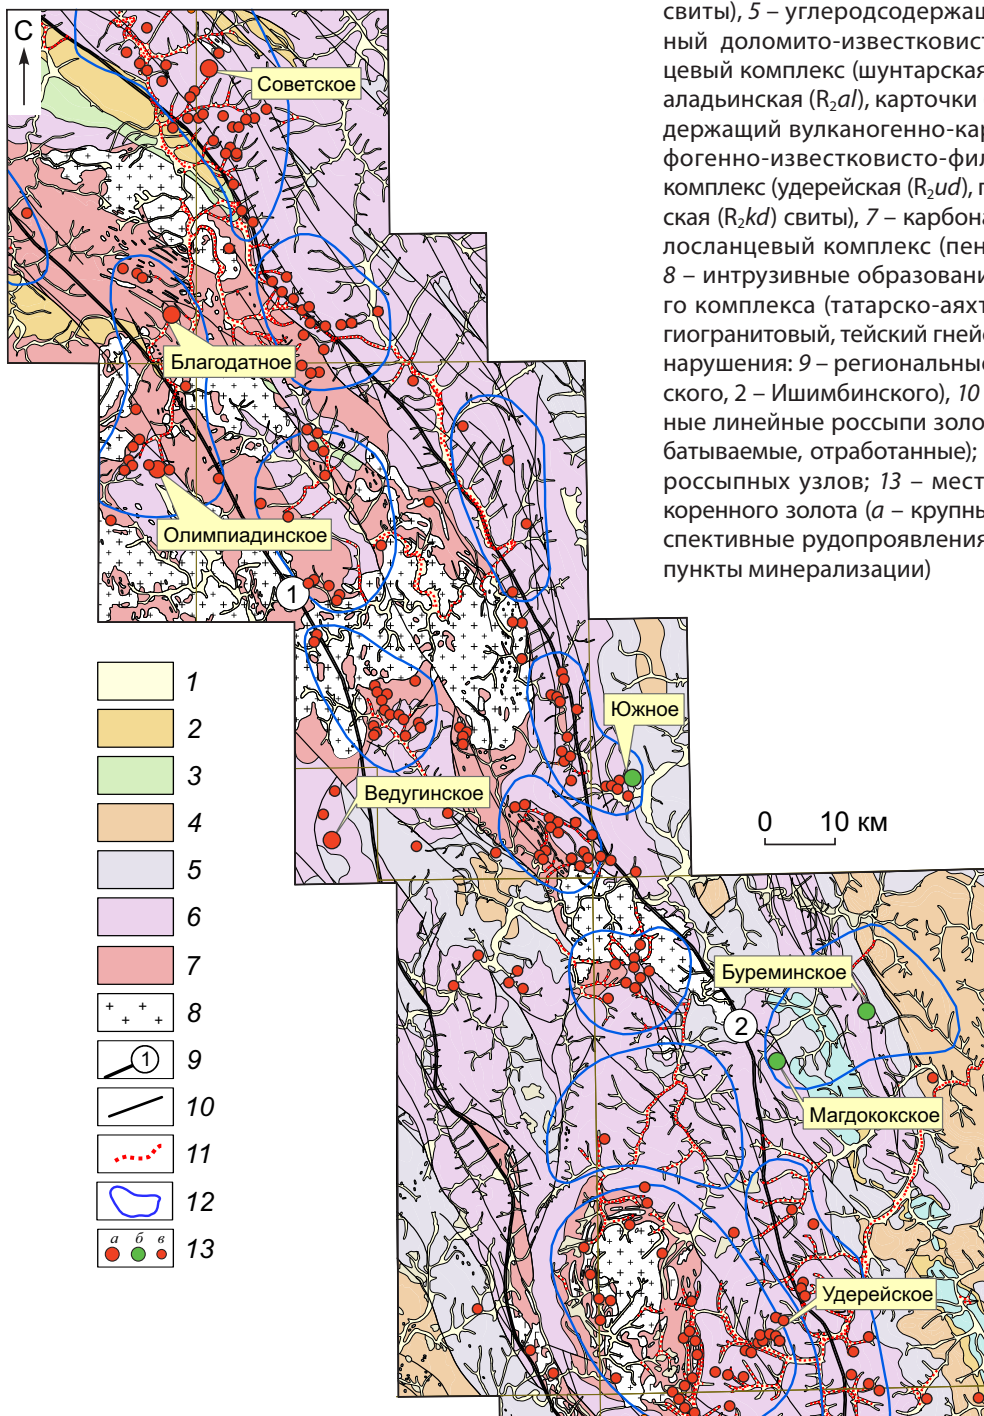 свиты), 5 – углеродсодержащ
ный доломито-известковист
цевый комплекс (шунтарская
аладьинская (R₂al), карточки
держащий вулканогенно-кар
фогенно-известковисто-фил
комплекс (удерейская (R₂ud), г
ская (R₂kd) свиты), 7 – карбона
лосланцевый комплекс (пен
8 – интрузивные образовани
го комплекса (татарско-аяхт
гиогранитовый, тейский гнейс
нарушения: 9 – региональные
ского, 2 – Ишимбинского), 10
ные линейные россыпи золо
батываемые, отработанные);
россыпных узлов; 13 – мест
коренного золота (а – крупны
спективные рудопроявления
пункты минерализации)
С
Советское
Благодатное
Олимпиадинское
1
Южное
Ведугинское
0 10 км
Буреминское
2
Магдококское
Удерейское
1
2
3
4
5
6
7
8
1 9
10
11
12
а б в
13